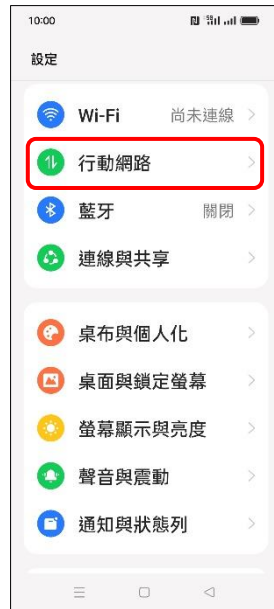 10:00
設定
Wi-Fi 尚未連線
行動網路
藍牙 關閉
連線與共享
桌布與個人化
桌面與鎖定螢幕
螢幕顯示與亮度
聲音與震動
通知與狀態列